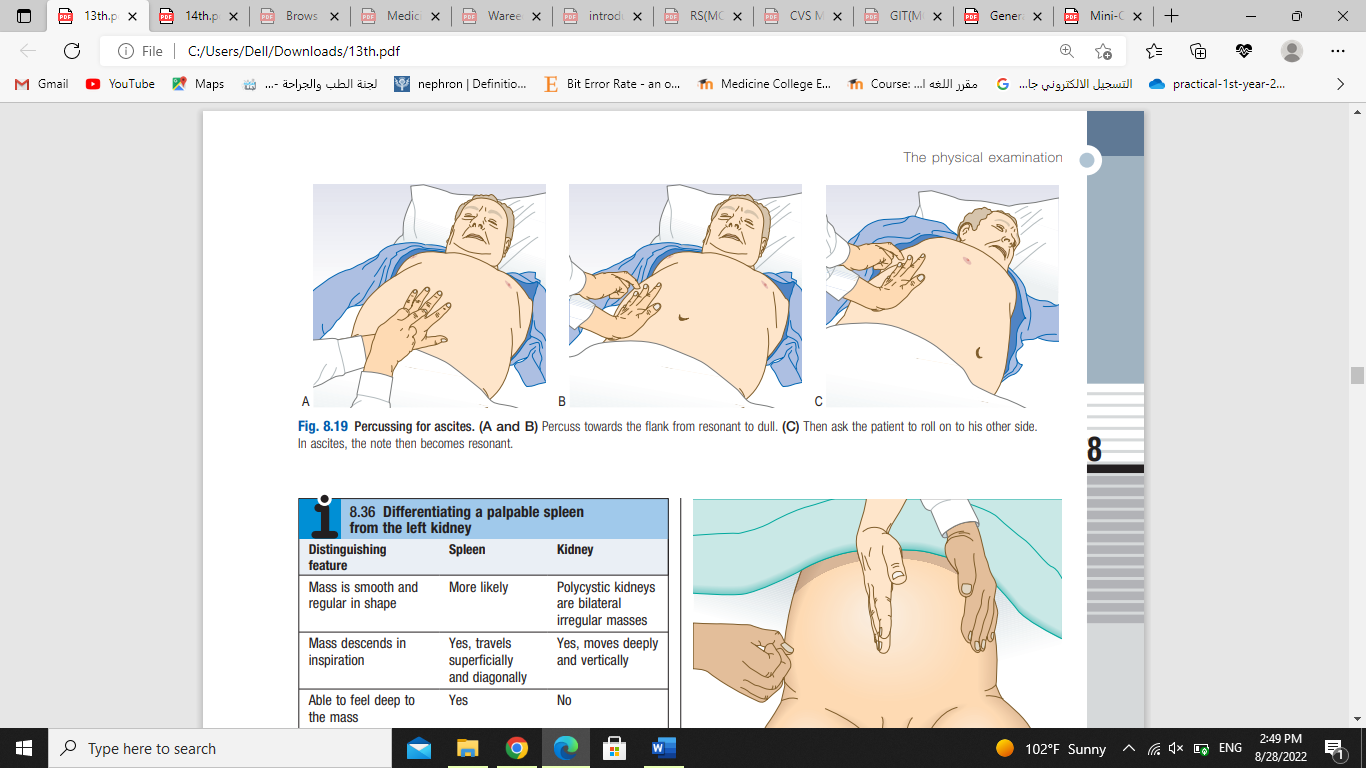 13th.p
14th.p
Brows
Medic
Ware
introd
RS(MC
CVS M
GIT(M
Gener
Mini-C
File
C:/Users/Dell/Downloads/13th.pdf
Gmail
YouTube
Maps
لجنة الطب والجراحة -...
nephron | Definitio...
Bit Error Rate - an o...
Medicine College E...
Course: ...مقرر اللغه ا
التسجيل الالكتروني جا...
practical-1st-year-2...
The physical examination
A
B
C
Fig. 8.19 Percussing for ascites. (A and B) Percuss towards the flank from resonant to dull. (C) Then ask the patient to roll on to his other side.
In ascites, the note then becomes resonant.
8
i
8.36 Differentiating a palpable spleen
from the left kidney
Distinguishing
feature
Spleen
Kidney
Mass is smooth and
regular in shape
More likely
Polycystic kidneys
are bilateral
irregular masses
Mass descends in
inspiration
Yes, travels
superficially
and diagonally
Yes, moves deeply
and vertically
Able to feel deep to
the mass
Yes
No
Type here to search
102°F Sunny
ENG
2:49 PM
8/28/2022
1